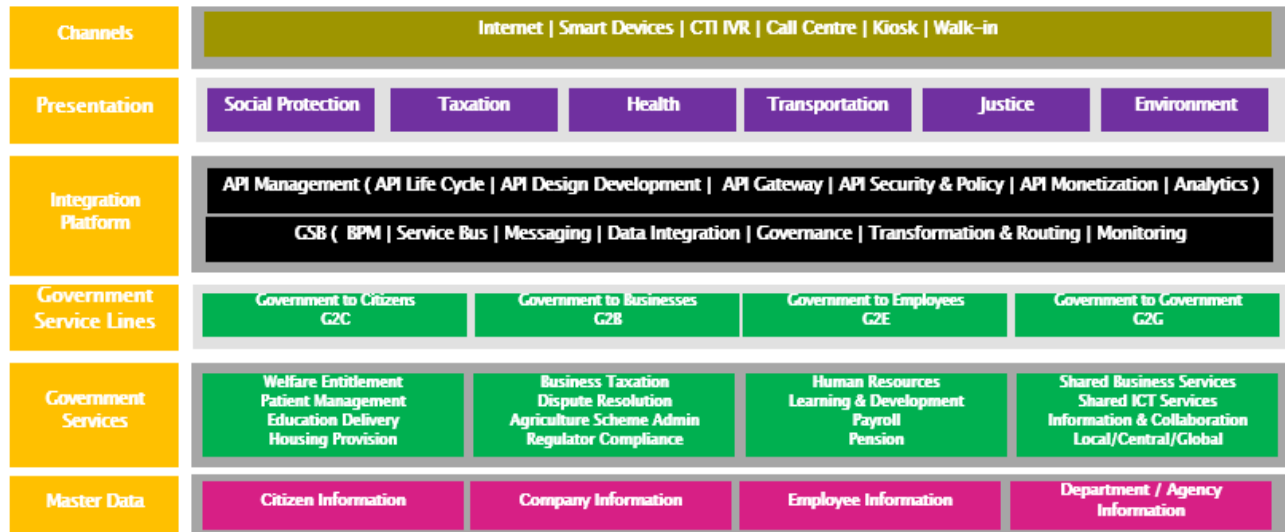 Channels
Internet | Smart Devices | CTI IVR | Call Centre | Kiosk | Walk-in
Presentation
Social Protection
Taxation
Health
Transportation
Justice
Environment
Integration
Platform
API Management ( API Life Cycle | API Design Development | API Gateway | API Security & Policy | API Monetization | Analytics )
GSB ( BPM | Service Bus | Messaging | Data Integration | Governance | Transformation & Routing | Monitoring
Government
Service Lines
Government to Citizens
G2C
Government to Businesses
G2B
Government to Employees
G2E
Government to Government
G2G
Government
Services
Welfare Entitlement
Patient Management
Education Delivery
Housing Provision
Business Taxation
Dispute Resolution
Agriculture Scheme Admin
Regulator Compliance
Human Resources
Learning & Development
Payroll
Pension
Shared Business Services
Shared ICT Services
Information & Collaboration
Local/Central/Global
Master Data
Citizen Information
Company Information
Employee Information
Department / Agency
Information